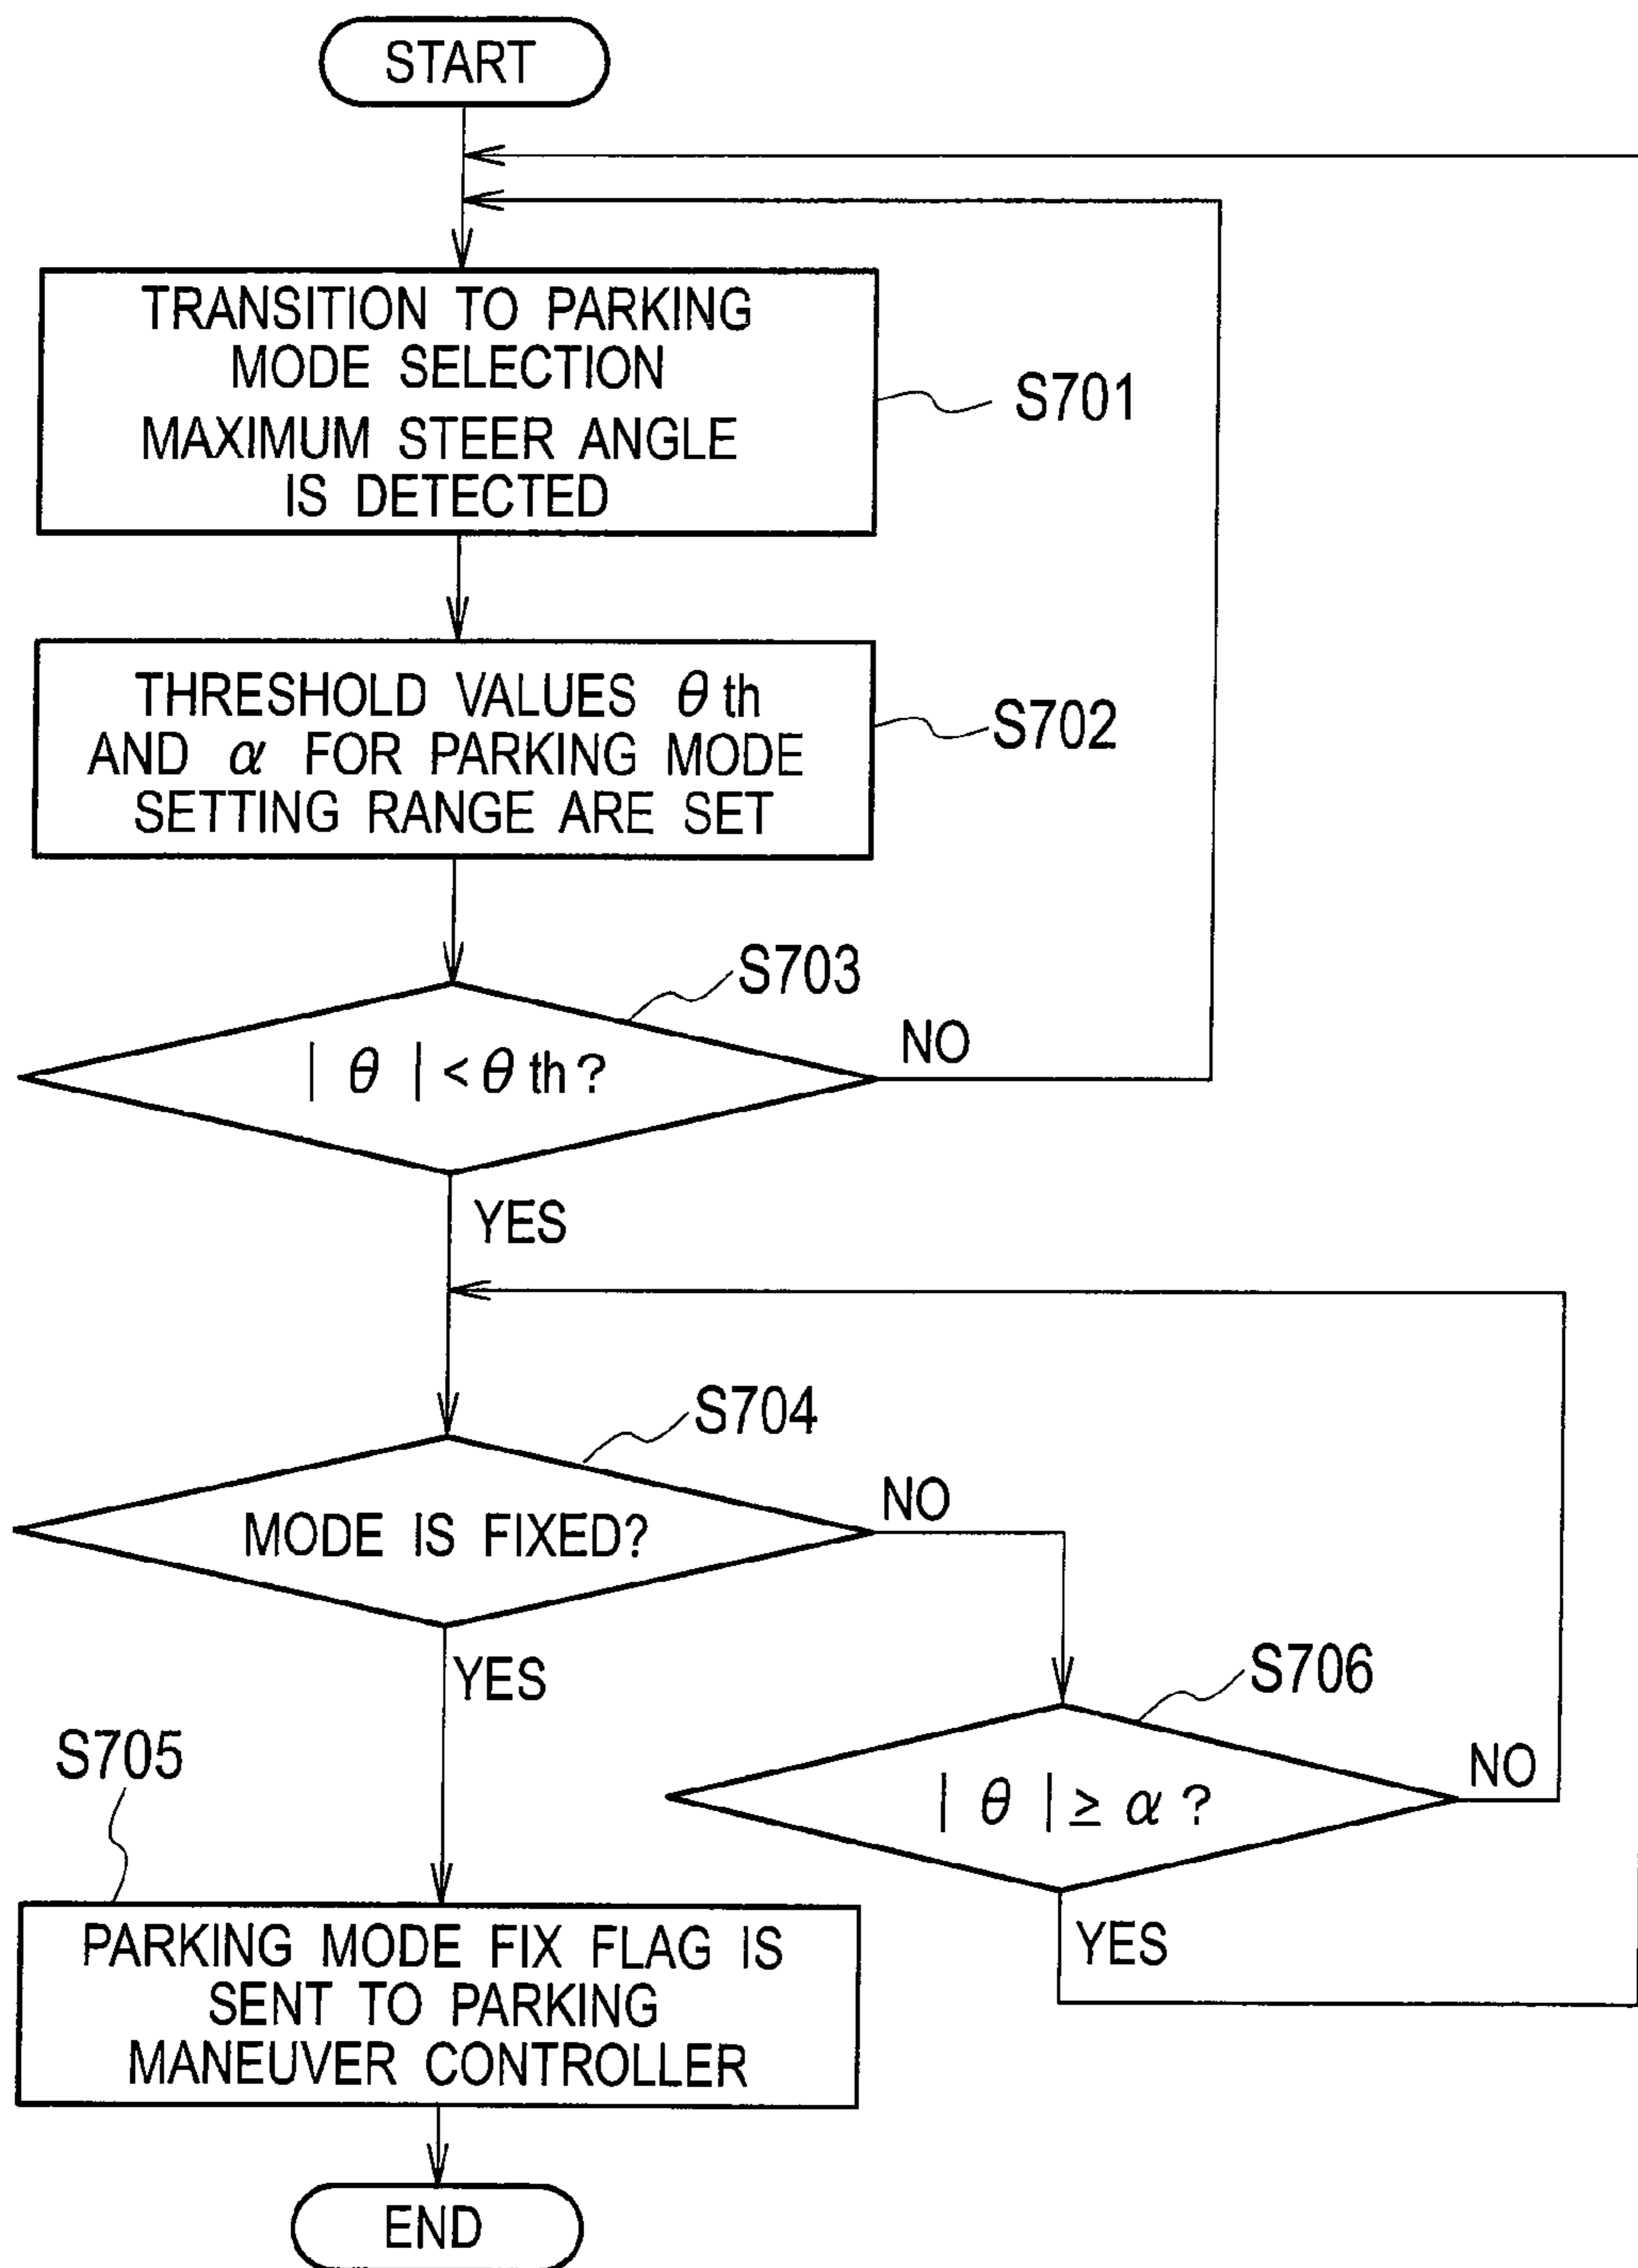 START
TRANSITION TO PARKING
MODE SELECTION
MAXIMUM STEER ANGLE
IS DETECTED
S701
THRESHOLD VALUES θth
AND α FOR PARKING MODE
SETTING RANGE ARE SET
S702
S703
| θ | < θth?
NO
YES
S704
MODE IS FIXED?
NO
YES
S706
| θ | ≥ α?
NO
YES
S705
PARKING MODE FIX FLAG IS
SENT TO PARKING
MANEUVER CONTROLLER
END